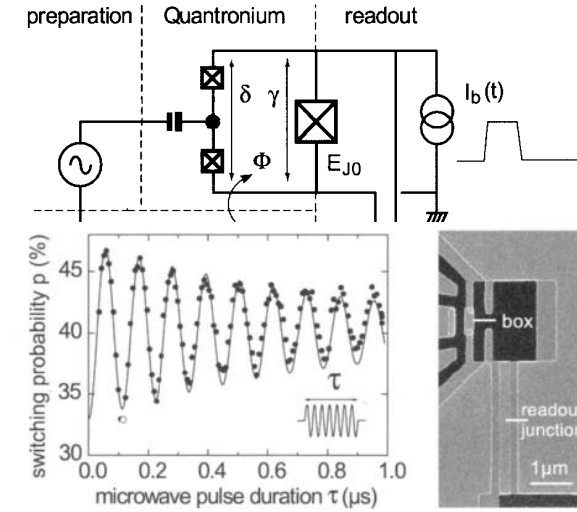 preparation Quantronium readout
δ γ
I_b(t)
Φ E_J0
switching probability p (%)
45
40
35
30
τ
0.0 0.2 0.4 0.6 0.8 1.0
microwave pulse duration τ (μs)
box
readout
junction
1μm